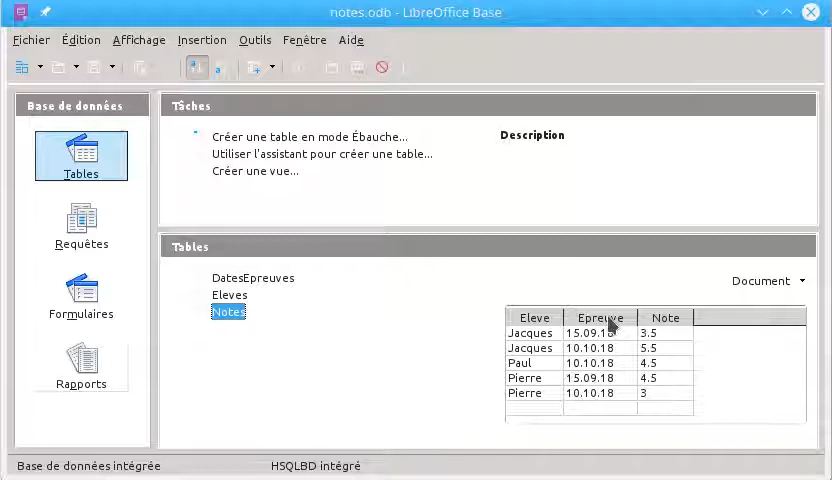 notes.odb - LibreOffice Base
Fichier Édition Affichage Insertion Outils Fenêtre Aide
Base de données
Tables
Requêtes
Formulaires
Rapports
Tâches
Créer une table en mode Ébauche...
Utiliser l'assistant pour créer une table...
Créer une vue...
Description
Tables
DatesEpreuves
Eleves
Notes
Document
Eleve Epreuve Note
Jacques 15.09.18 3.5
Jacques 10.10.18 5.5
Paul 10.10.18 4.5
Pierre 15.09.18 4.5
Pierre 10.10.18 3
Base de données intégrée HSQLBD intégré